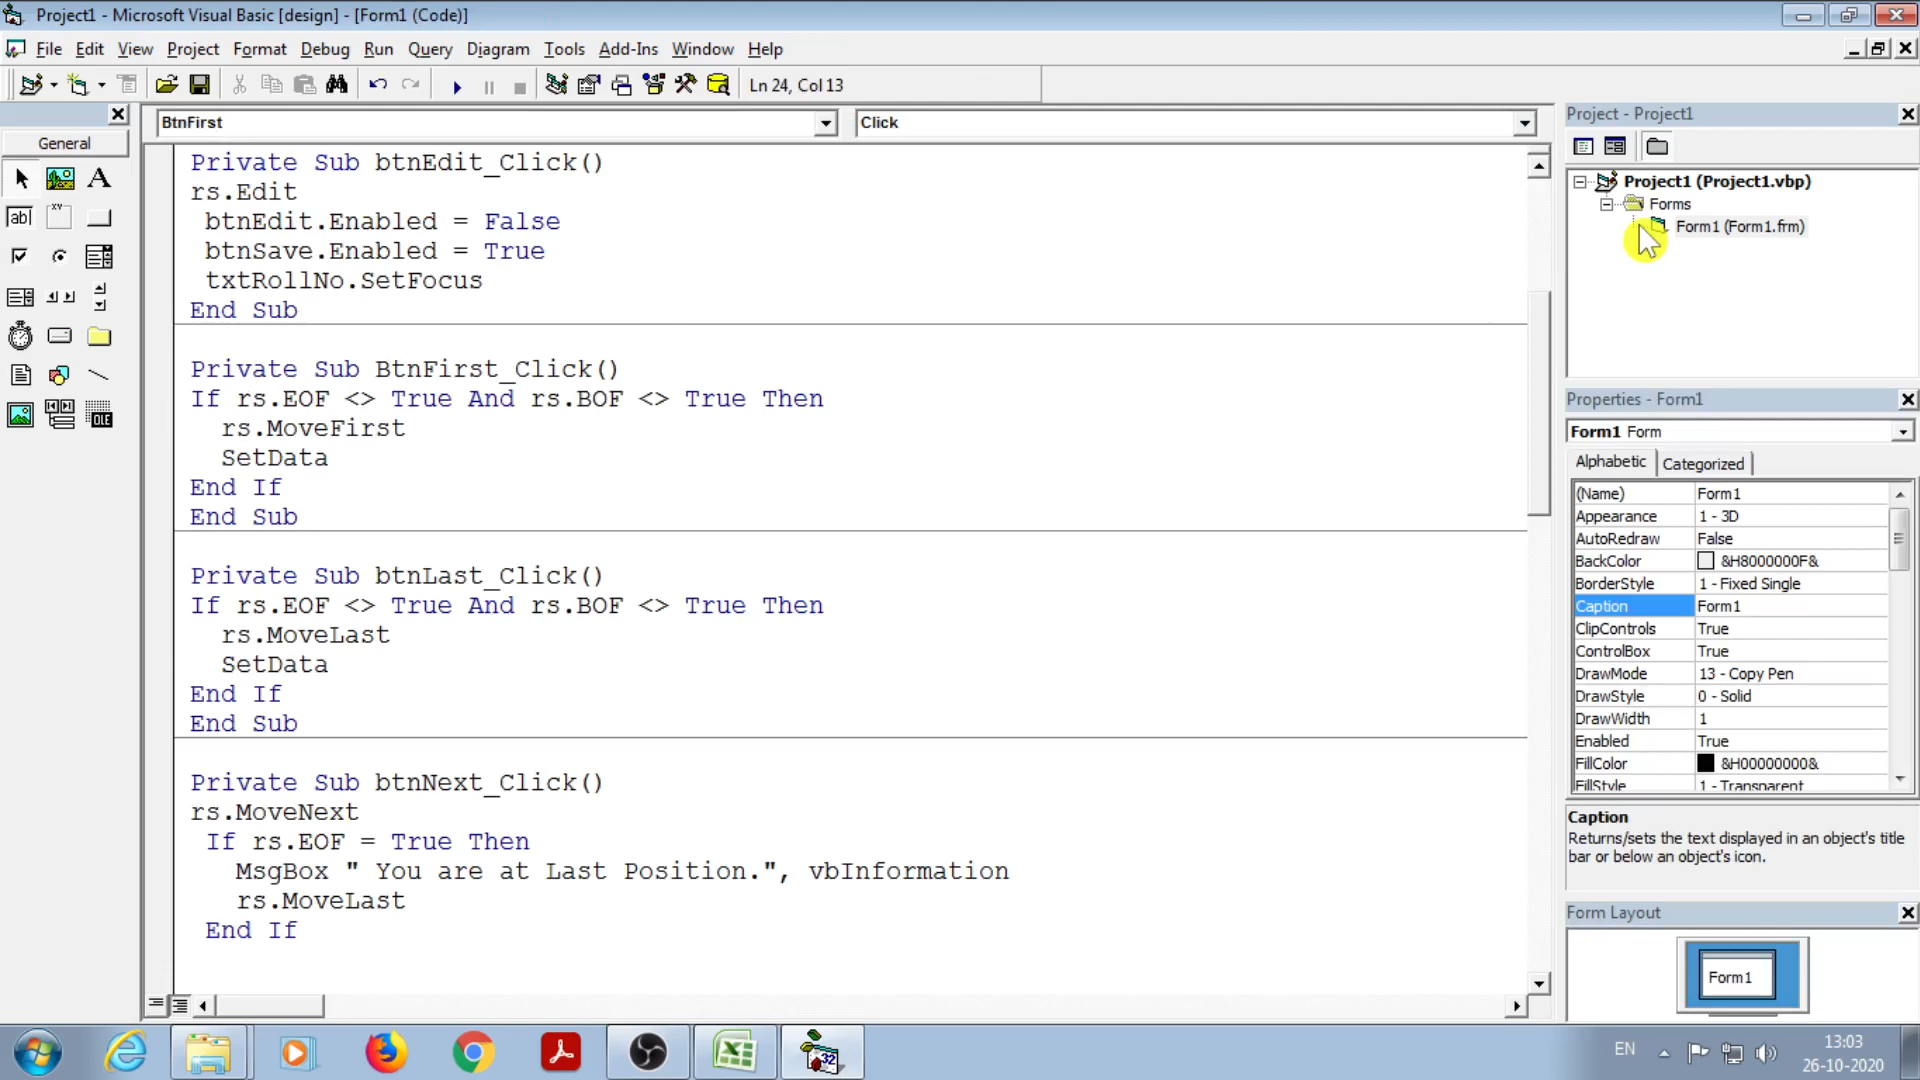 Project1 - Microsoft Visual Basic [design] - [Form1 (Code)]
File Edit View Project Format Debug Run Query Diagram Tools Add-Ins Window Help
Ln 24, Col 13
General
BtnFirst Click
Private Sub btnEdit_Click()
rs.Edit
btnEdit.Enabled = False
btnSave.Enabled = True
txtRollNo.SetFocus
End Sub
Private Sub BtnFirst_Click()
If rs.EOF <> True And rs.BOF <> True Then
rs.MoveFirst
SetData
End If
End Sub
Private Sub btnLast_Click()
If rs.EOF <> True And rs.BOF <> True Then
rs.MoveLast
SetData
End If
End Sub
Private Sub btnNext_Click()
rs.MoveNext
If rs.EOF = True Then
MsgBox " You are at Last Position.", vbInformation
rs.MoveLast
End If
Project - Project1
Project1 (Project1.vbp)
Forms
Form1 (Form1.frm)
Properties - Form1
Form1 Form
Alphabetic Categorized
(Name) Form1
Appearance 1 - 3D
AutoRedraw False
BackColor &H8000000F&
BorderStyle 1 - Fixed Single
Caption Form1
ClipControls True
ControlBox True
DrawMode 13 - Copy Pen
DrawStyle 0 - Solid
DrawWidth 1
Enabled True
FillColor &H00000000&
FillStyle 1 - Transparent
Caption
Returns/sets the text displayed in an object's title
bar or below an object's icon.
Form Layout
Form1
EN
13:03
26-10-2020